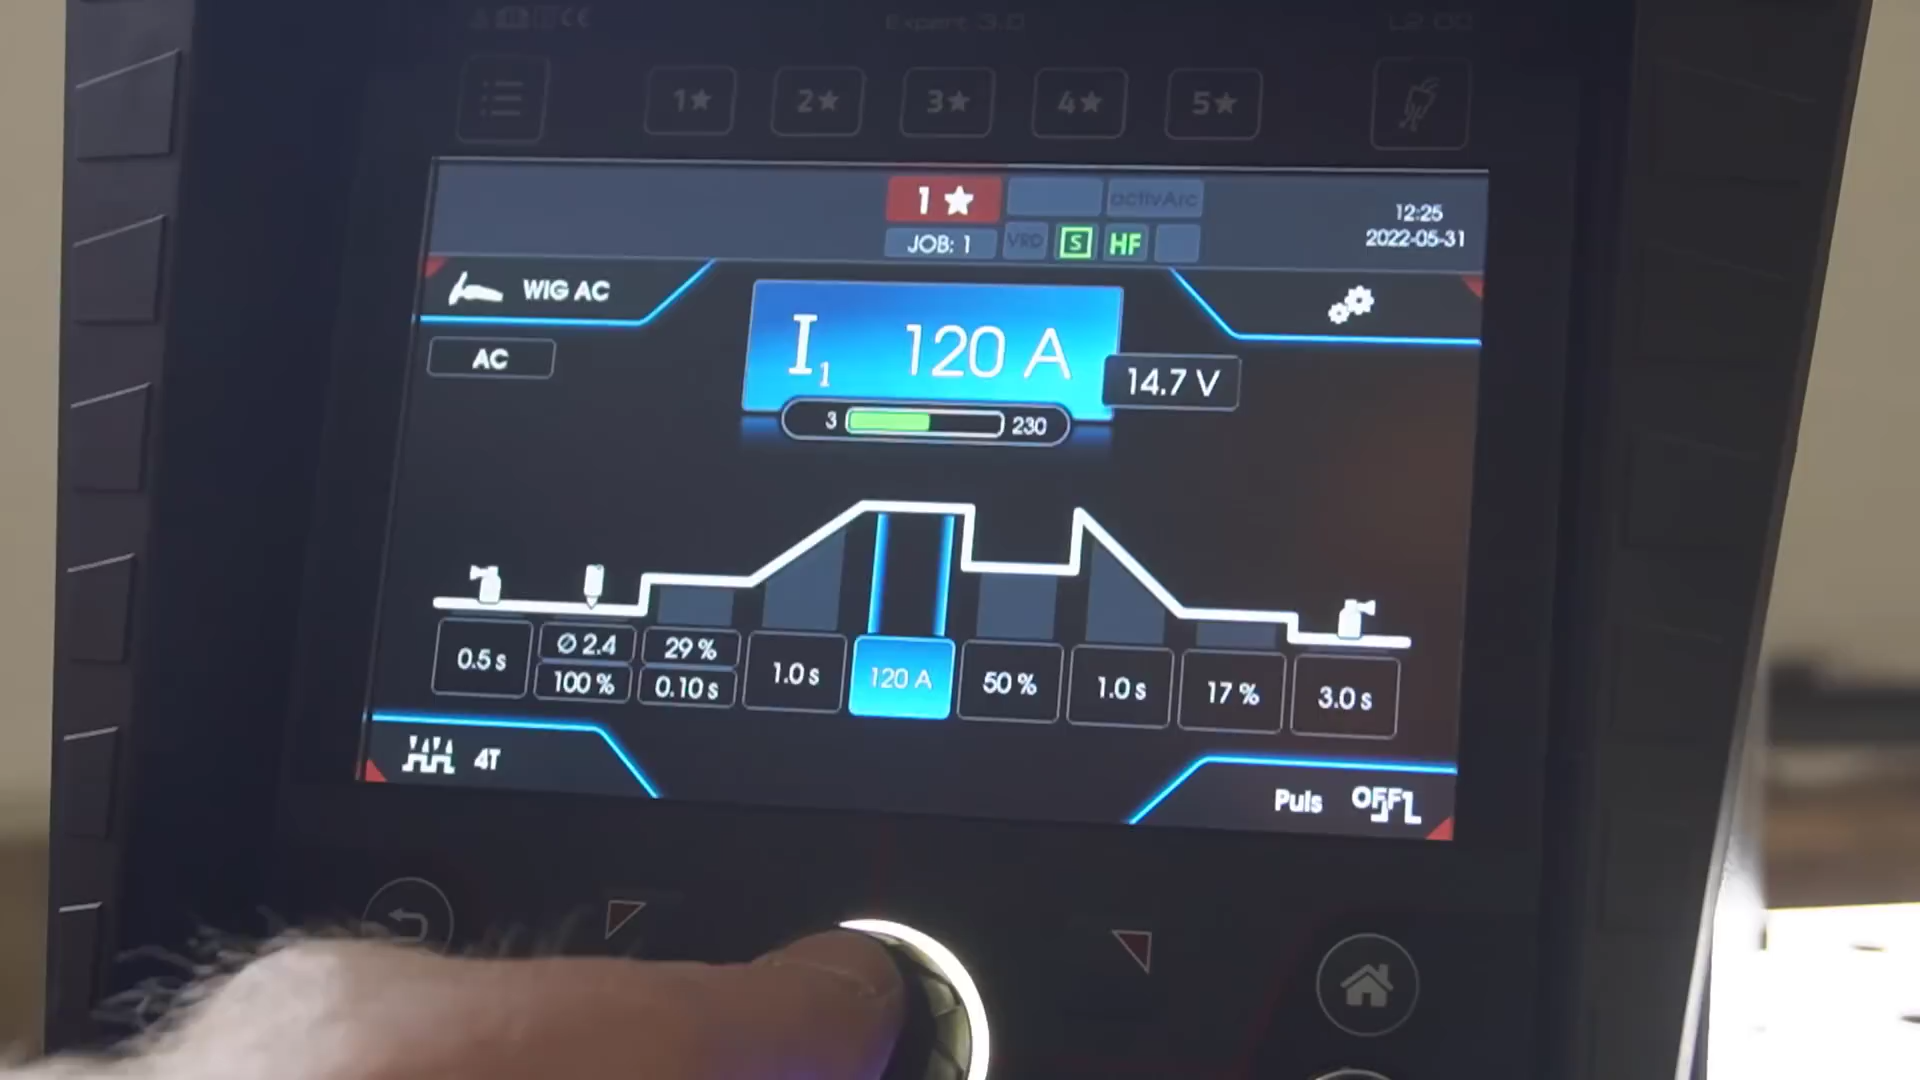 CE
Expert 3.0
1★
2★
3★
4★
5★
1★
activArc
12:25
2022-05-31
JOB: 1
VRD
S
HF
WIG AC
AC
I1 120 A
14.7 V
3
230
0.5 s
Ø 2.4
100 %
29 %
0.10 s
1.0 s
120 A
50 %
1.0 s
17 %
3.0 s
4T
Puls OFF